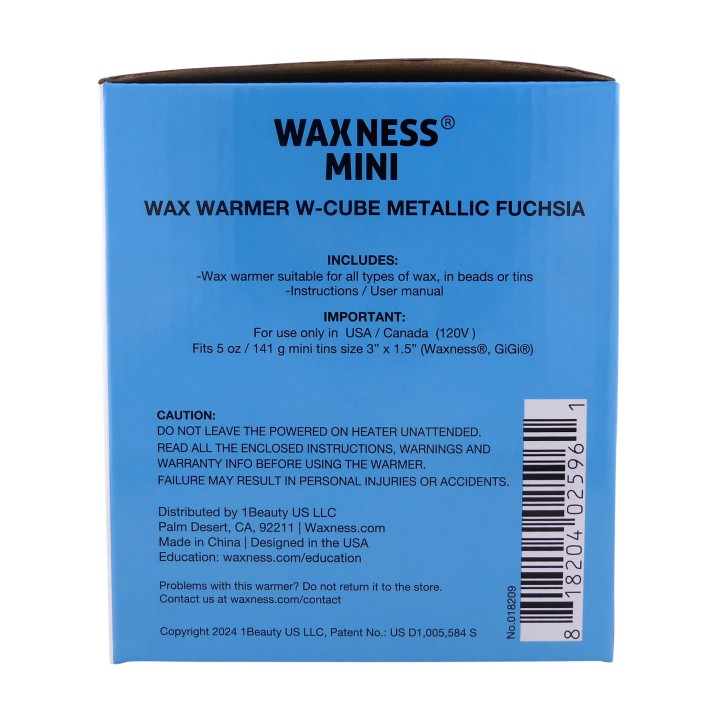 WAXNESS®
MINI
WAX WARMER W-CUBE METALLIC FUCHSIA
INCLUDES:
-Wax warmer suitable for all types of wax, in beads or tins
-Instructions / User manual
IMPORTANT:
For use only in USA / Canada (120V )
Fits 5 oz / 141 g mini tins size 3” x 1.5” (Waxness®, GiGi®)
CAUTION:
DO NOT LEAVE THE POWERED ON HEATER UNATTENDED.
READ ALL THE ENCLOSED INSTRUCTIONS, WARNINGS AND
WARRANTY INFO BEFORE USING THE WARMER.
FAILURE MAY RESULT IN PERSONAL INJURIES OR ACCIDENTS.
Distributed by 1Beauty US LLC
Palm Desert, CA, 92211 | Waxness.com
Made in China | Designed in the USA
Education: waxness.com/education
Problems with this warmer? Do not return it to the store.
Contact us at waxness.com/contact
Copyright 2024 1Beauty US LLC, Patent No.: US D1,005,584 S
No.018209
8 18204 02596 1